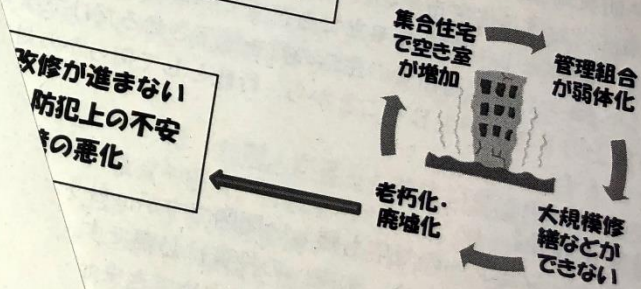 集合住宅
で空き室
が増加
管理組合
が弱体化
大規模修
繕などが
できない
老朽化・
廃墟化
改修が進まない
防犯上の不安
の悪化